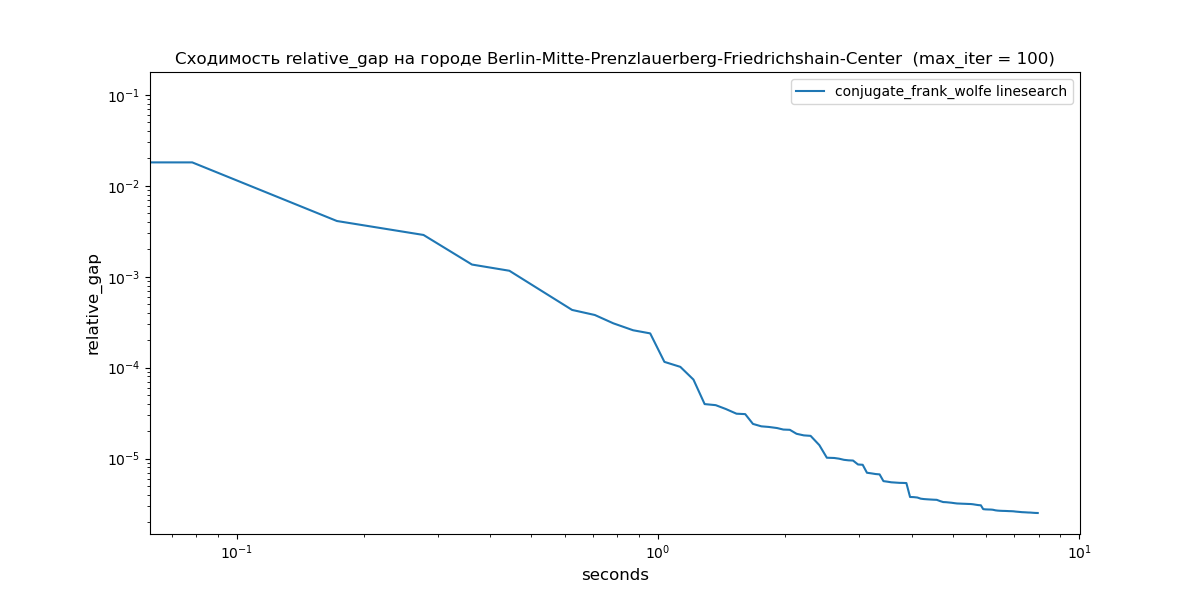 Сходимость relative_gap на городе Berlin-Mitte-Prenzlauerberg-Friedrichshain-Center (max_iter = 100)
conjugate_frank_wolfe linesearch
relative_gap
10⁻¹
10⁻²
10⁻³
10⁻⁴
10⁻⁵
10⁻¹ 10⁰ 10¹
seconds